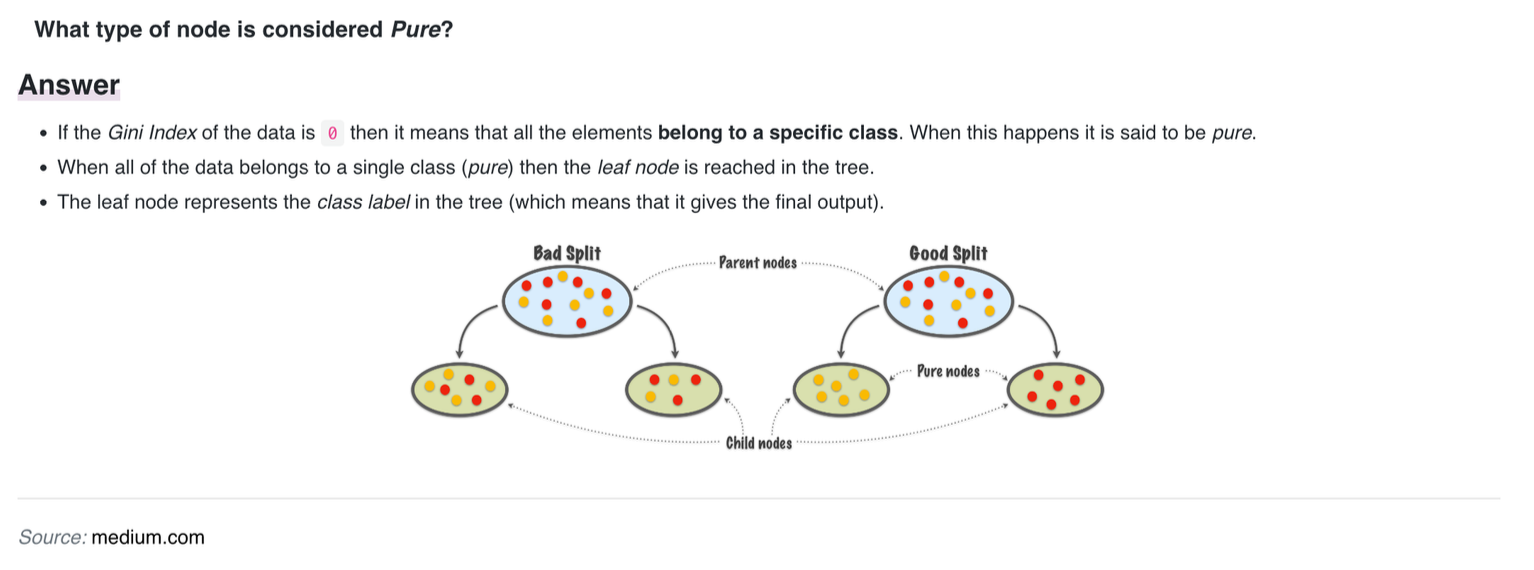 What type of node is considered Pure?
Answer
• If the Gini Index of the data is 0 then it means that all the elements belong to a specific class. When this happens it is said to be pure.
• When all of the data belongs to a single class (pure) then the leaf node is reached in the tree.
• The leaf node represents the class label in the tree (which means that it gives the final output).
Bad Split
Parent nodes
Good Split
Pure nodes
Child nodes
Source: medium.com